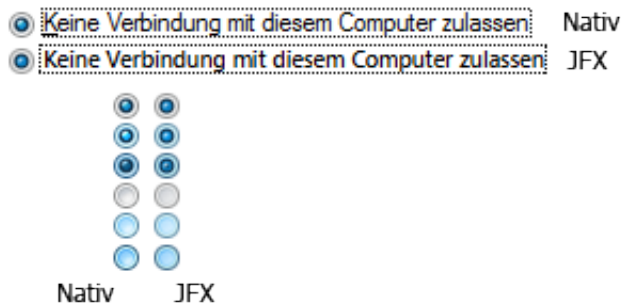 Keine Verbindung mit diesem Computer zulassen Nativ
Keine Verbindung mit diesem Computer zulassen JFX
Nativ JFX